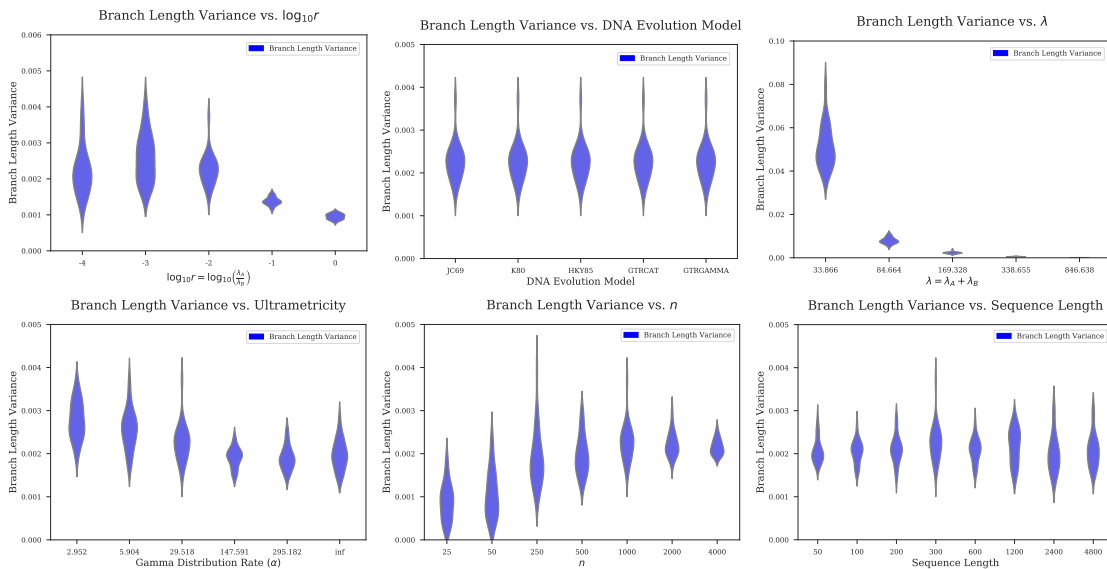 Branch Length Variance vs. log₁₀r
Branch Length Variance
0.006
0.005
0.004
0.003
0.002
0.001
0.000
Branch Length Variance
-4 -3 -2 -1 0
log₁₀r = log₁₀(λ_A/λ_B)
Branch Length Variance vs. DNA Evolution Model
Branch Length Variance
0.005
0.004
0.003
0.002
0.001
0.000
Branch Length Variance
JC69 K80 HKY85 GTRCAT GTRGAMMA
DNA Evolution Model
Branch Length Variance vs. λ
Branch Length Variance
0.10
0.08
0.06
0.04
0.02
0.00
Branch Length Variance
33.866 84.664 169.328 338.655 846.638
λ = λ_A + λ_B
Branch Length Variance vs. Ultrametricity
Branch Length Variance
0.005
0.004
0.003
0.002
0.001
0.000
Branch Length Variance
2.952 5.904 29.518 147.591 295.182 inf
Gamma Distribution Rate (α)
Branch Length Variance vs. n
Branch Length Variance
0.005
0.004
0.003
0.002
0.001
0.000
Branch Length Variance
25 50 250 500 1000 2000 4000
n
Branch Length Variance vs. Sequence Length
Branch Length Variance
0.005
0.004
0.003
0.002
0.001
0.000
Branch Length Variance
50 100 200 300 600 1200 2400 4800
Sequence Length